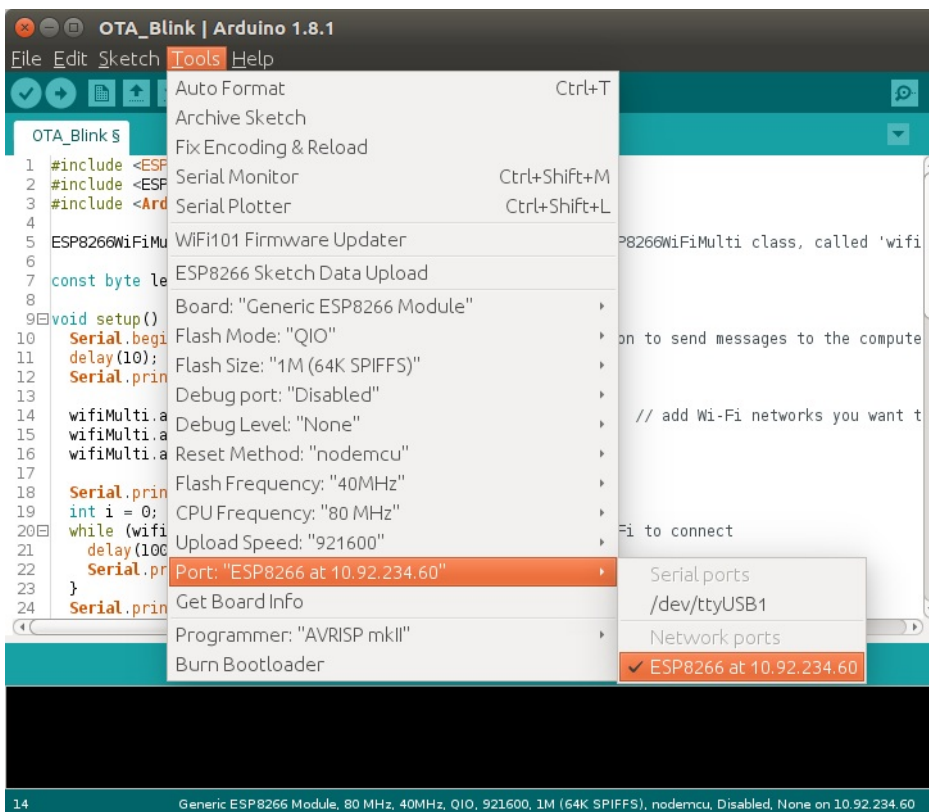 OTA_Blink | Arduino 1.8.1
File Edit Sketch Tools Help
OTA_Blink §
Auto Format Ctrl+T
Archive Sketch
Fix Encoding & Reload
Serial Monitor Ctrl+Shift+M
Serial Plotter Ctrl+Shift+L
WiFi101 Firmware Updater
ESP8266 Sketch Data Upload
Board: "Generic ESP8266 Module"
Flash Mode: "QIO"
Flash Size: "1M (64K SPIFFS)"
Debug port: "Disabled"
Debug Level: "None"
Reset Method: "nodemcu"
Flash Frequency: "40MHz"
CPU Frequency: "80 MHz"
Upload Speed: "921600"
Port: "ESP8266 at 10.92.234.60"
Get Board Info
Programmer: "AVRISP mkII"
Burn Bootloader
Serial ports
/dev/ttyUSB1
Network ports
ESP8266 at 10.92.234.60
1 #include <ESP
2 #include <ESP
3 #include <Ard
4
5 ESP8266WiFiMu P8266WiFiMulti class, called 'wifi
6
7 const byte le
8
9 void setup()
10 Serial.begi on to send messages to the compute
11 delay(10);
12 Serial.prin
13
14 wifiMulti.a // add Wi-Fi networks you want t
15 wifiMulti.a
16 wifiMulti.a
17
18 Serial.prin
19 int i = 0;
20 while (wifi Fi to connect
21 delay(100
22 Serial.pr
23 }
24 Serial.prin
14 Generic ESP8266 Module, 80 MHz, 40MHz, QIO, 921600, 1M (64K SPIFFS), nodemcu, Disabled, None on 10.92.234.60